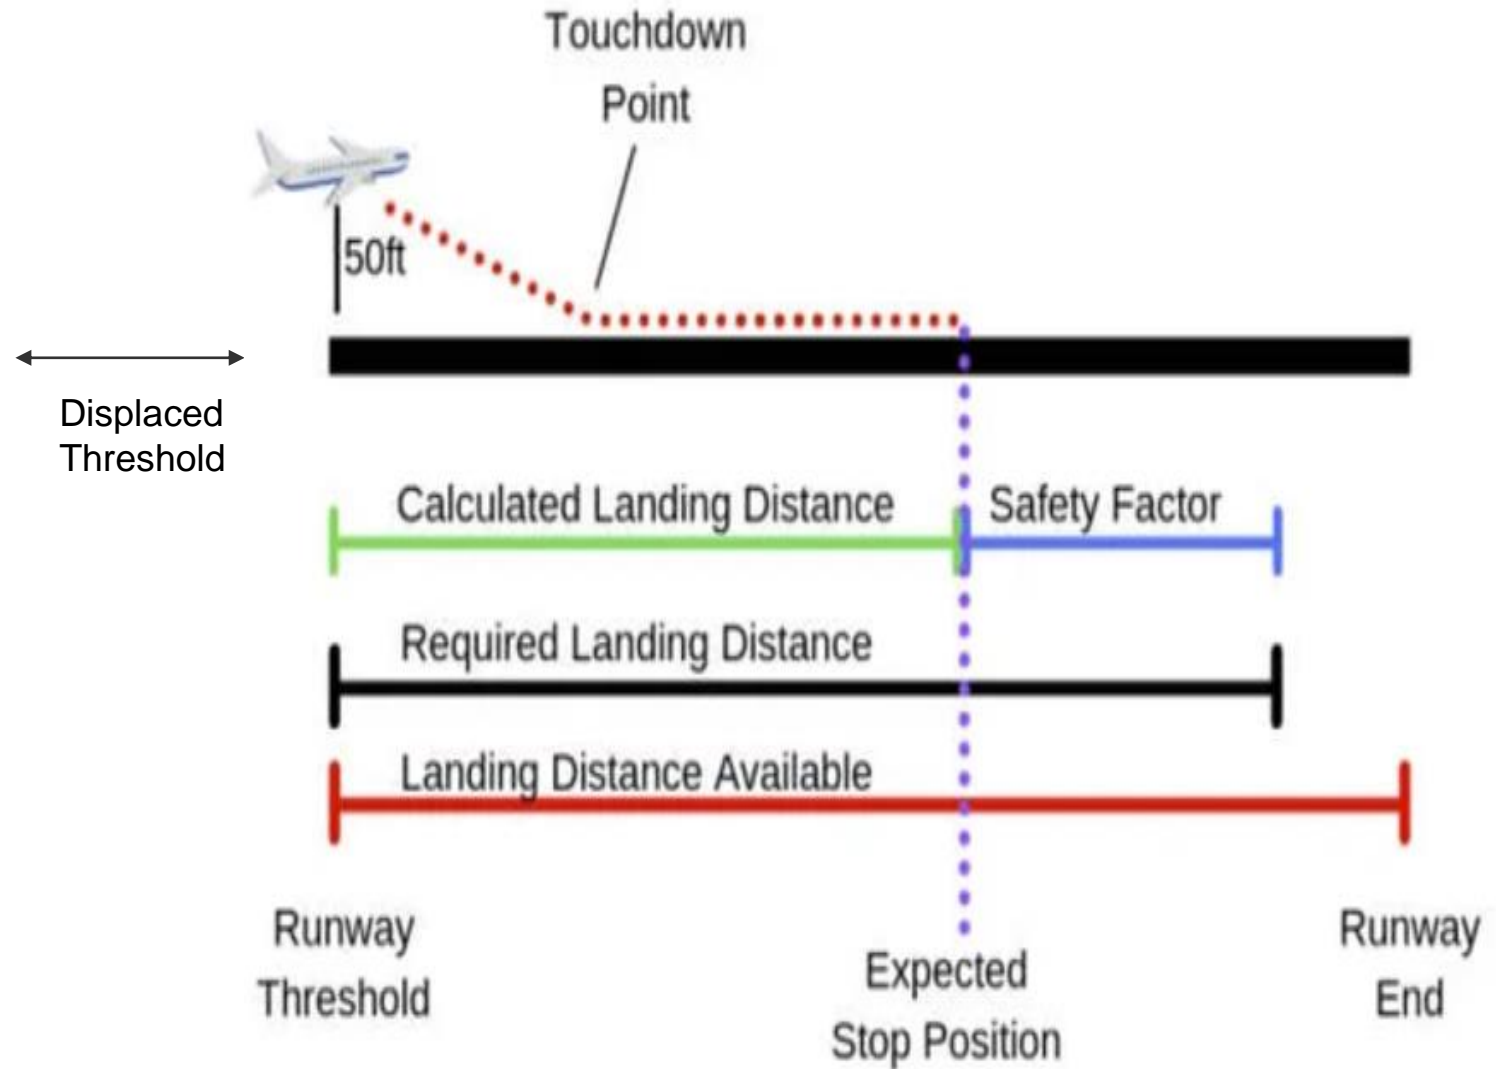 Touchdown
Point
50ft
Displaced
Threshold
Calculated Landing Distance
Safety Factor
Required Landing Distance
Landing Distance Available
Runway
Threshold
Expected
Stop Position
Runway
End